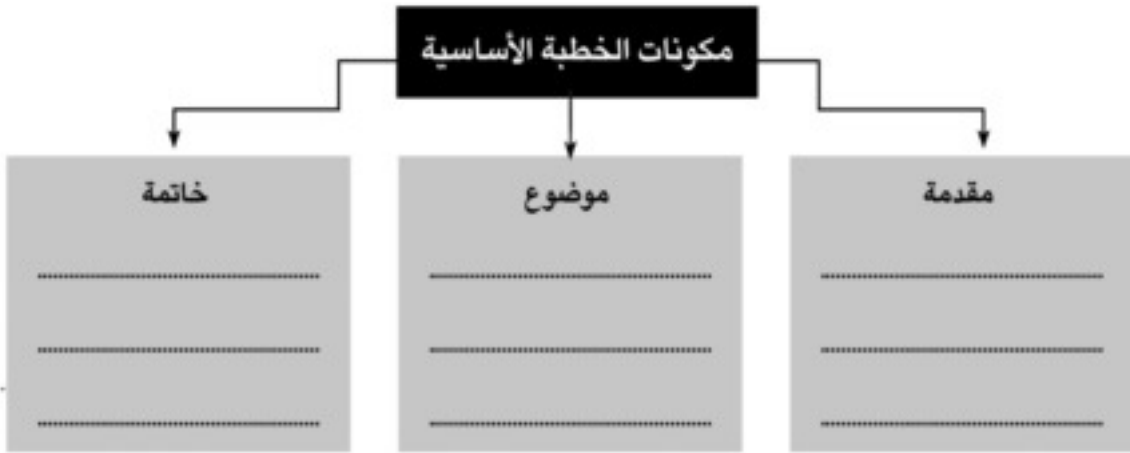 مكونات الخطبة الأساسية
مقدمة
موضوع
خاتمة